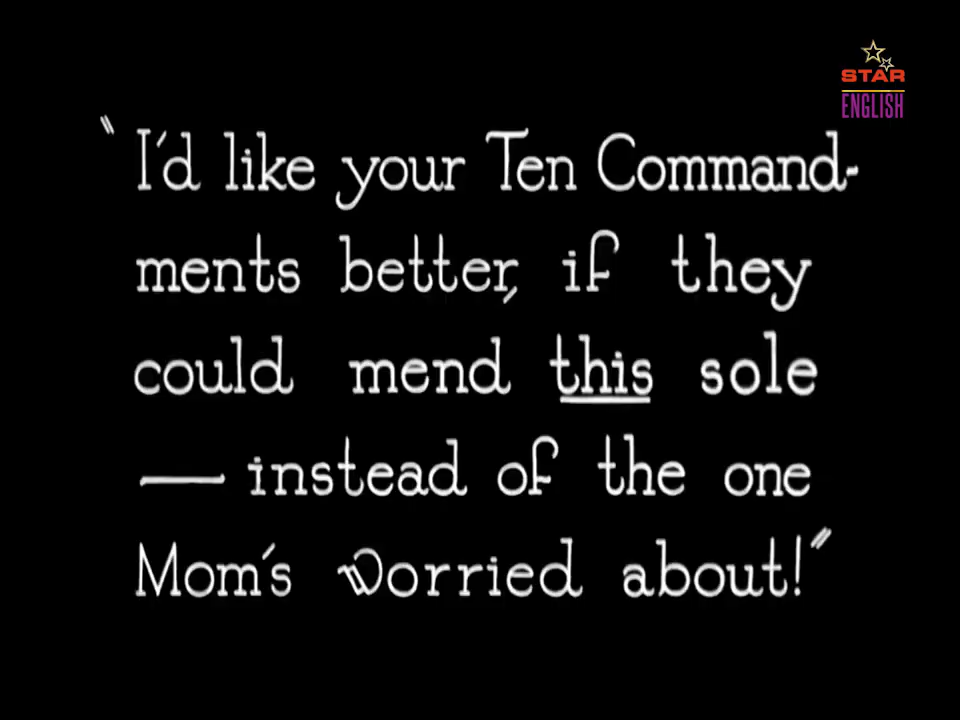 STAR
ENGLISH
"I'd like your Ten Command-
ments better, if they
could mend this sole
— instead of the one
Mom's worried about!"